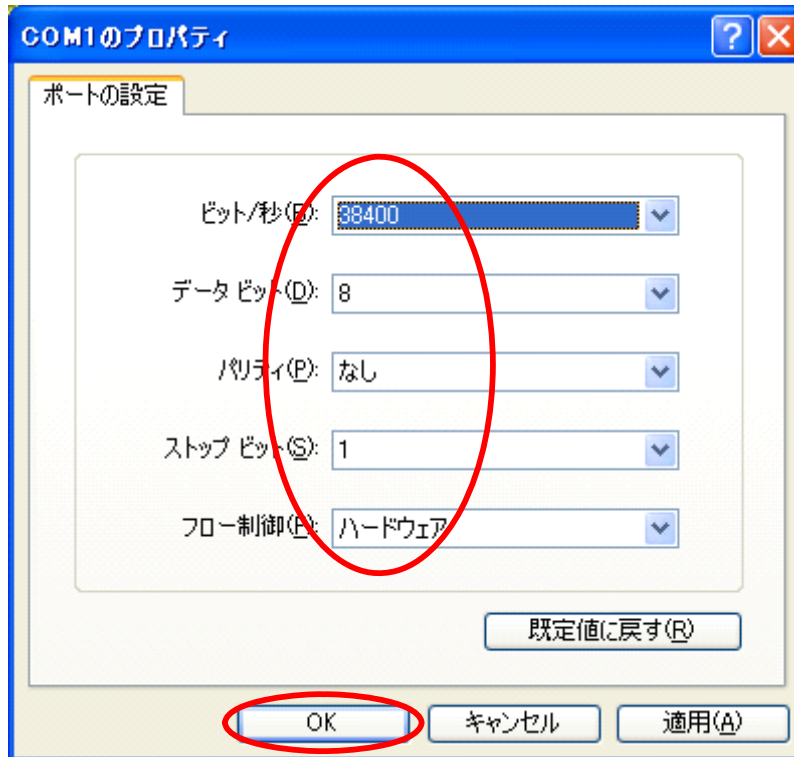 COM1のプロパティ
ポートの設定
ビット/秒(B): 38400
データ ビット(D): 8
パリティ(P): なし
ストップ ビット(S): 1
フロー制御(F): ハードウェア
既定値に戻す(R)
OK キャンセル 適用(A)